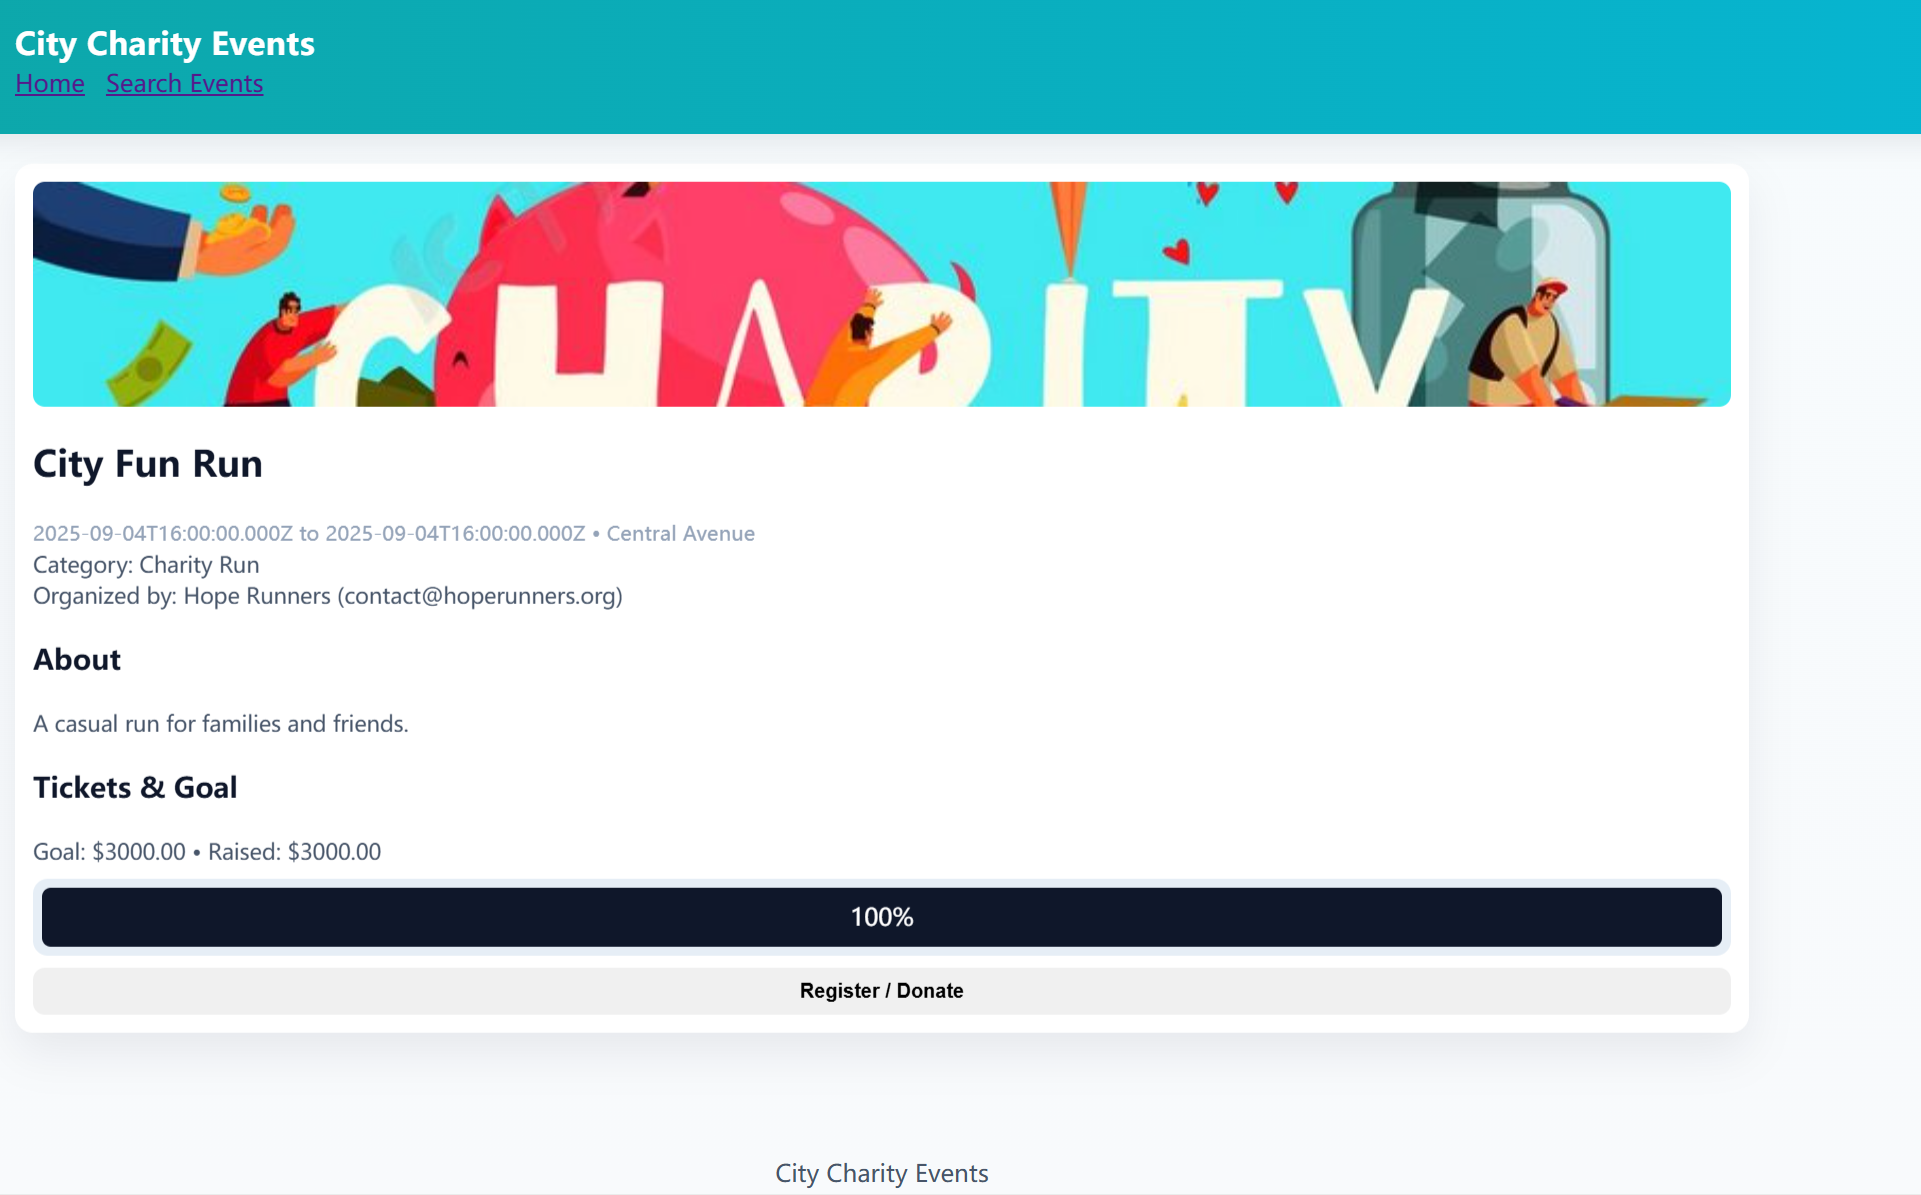 City Charity Events
Home Search Events
CHARITY
City Fun Run
2025-09-04T16:00:00.000Z to 2025-09-04T16:00:00.000Z • Central Avenue
Category: Charity Run
Organized by: Hope Runners (contact@hoperunners.org)
About
A casual run for families and friends.
Tickets & Goal
Goal: $3000.00 • Raised: $3000.00
100%
Register / Donate
City Charity Events